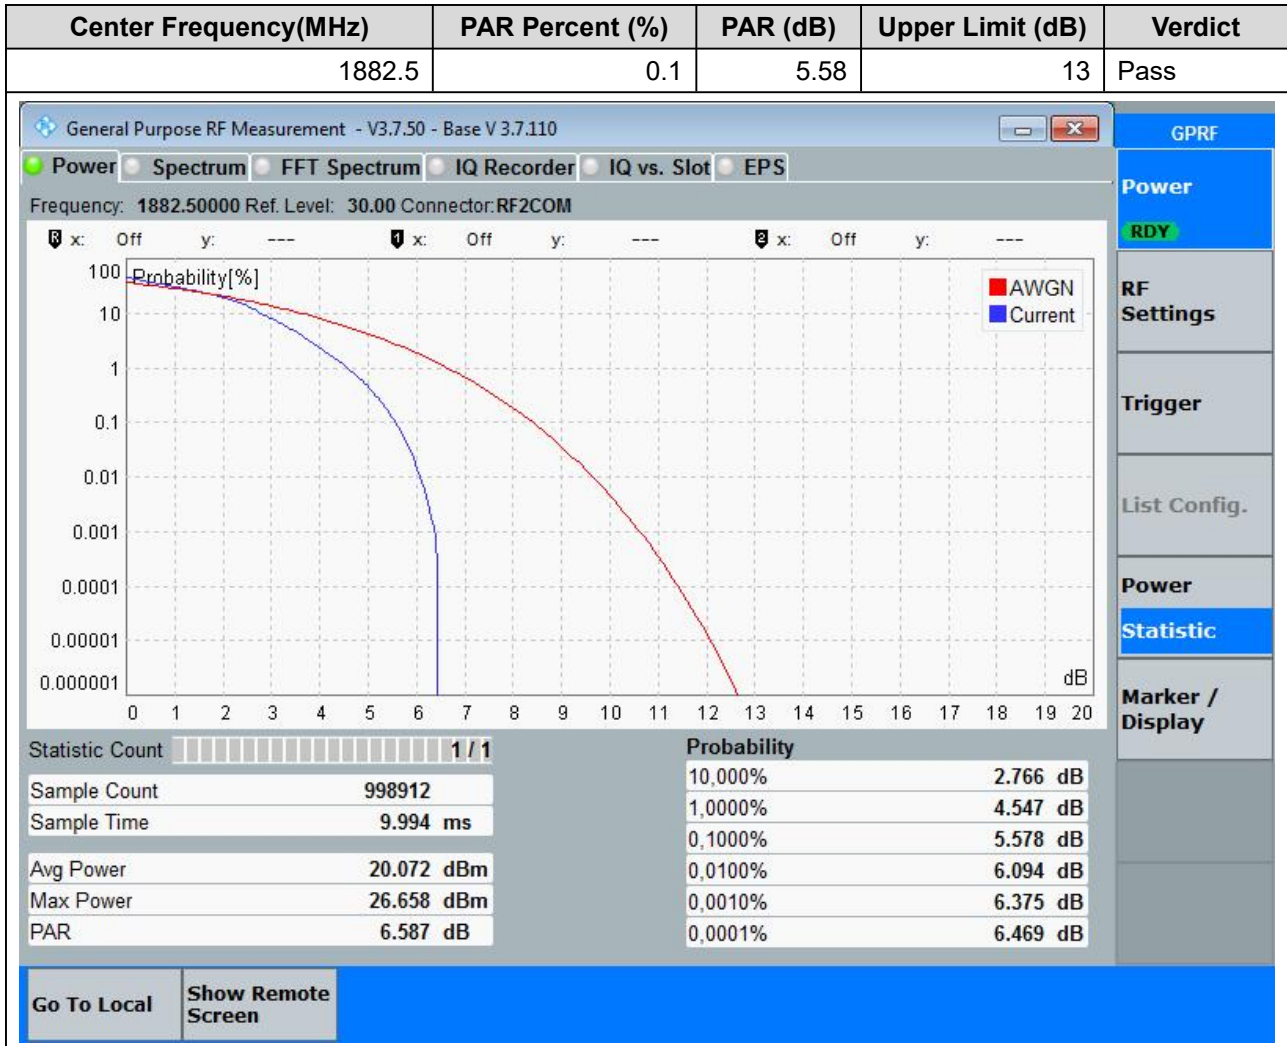 Center Frequency(MHz) PAR Percent (%) PAR (dB) Upper Limit (dB) Verdict
1882.5 0.1 5.58 13 Pass
General Purpose RF Measurement - V3.7.50 - Base V 3.7.110
GPRF
Power Spectrum FFT Spectrum IQ Recorder IQ vs. Slot EPS
Frequency: 1882.50000 Ref. Level: 30.00 Connector:RF2COM
R x: Off y: --- 1 x: Off y: --- 2 x: Off y: ---
Probability[%]
AWGN
Current
100
10
1
0.1
0.01
0.001
0.0001
0.00001
0.000001
dB
0 1 2 3 4 5 6 7 8 9 10 11 12 13 14 15 16 17 18 19 20
Statistic Count 1 / 1
Sample Count 998912
Sample Time 9.994 ms
Avg Power 20.072 dBm
Max Power 26.658 dBm
PAR 6.587 dB
Probability
10,000% 2.766 dB
1,0000% 4.547 dB
0,1000% 5.578 dB
0,0100% 6.094 dB
0,0010% 6.375 dB
0,0001% 6.469 dB
Power
RDY
RF
Settings
Trigger
List Config.
Power
Statistic
Marker /
Display
Go To Local
Show Remote
Screen